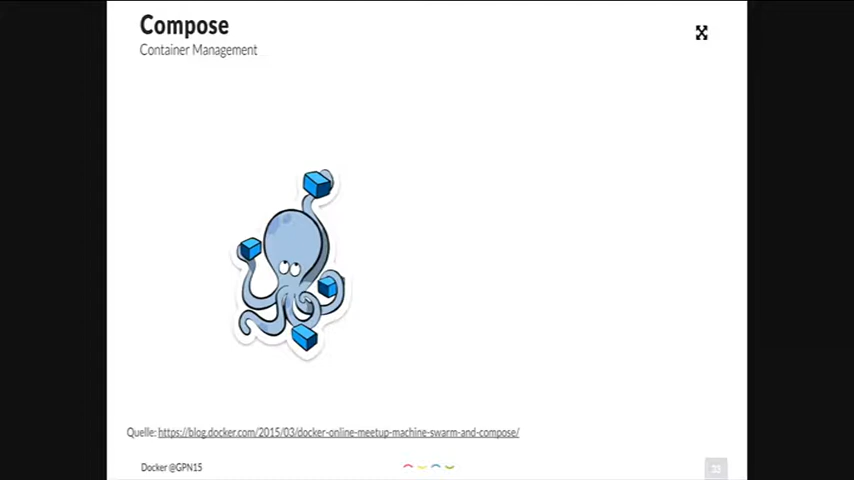 Compose
Container Management
Quelle: https://blog.docker.com/2015/03/docker-online-meetup-machine-swarm-and-compose/
Docker @GPN15
33